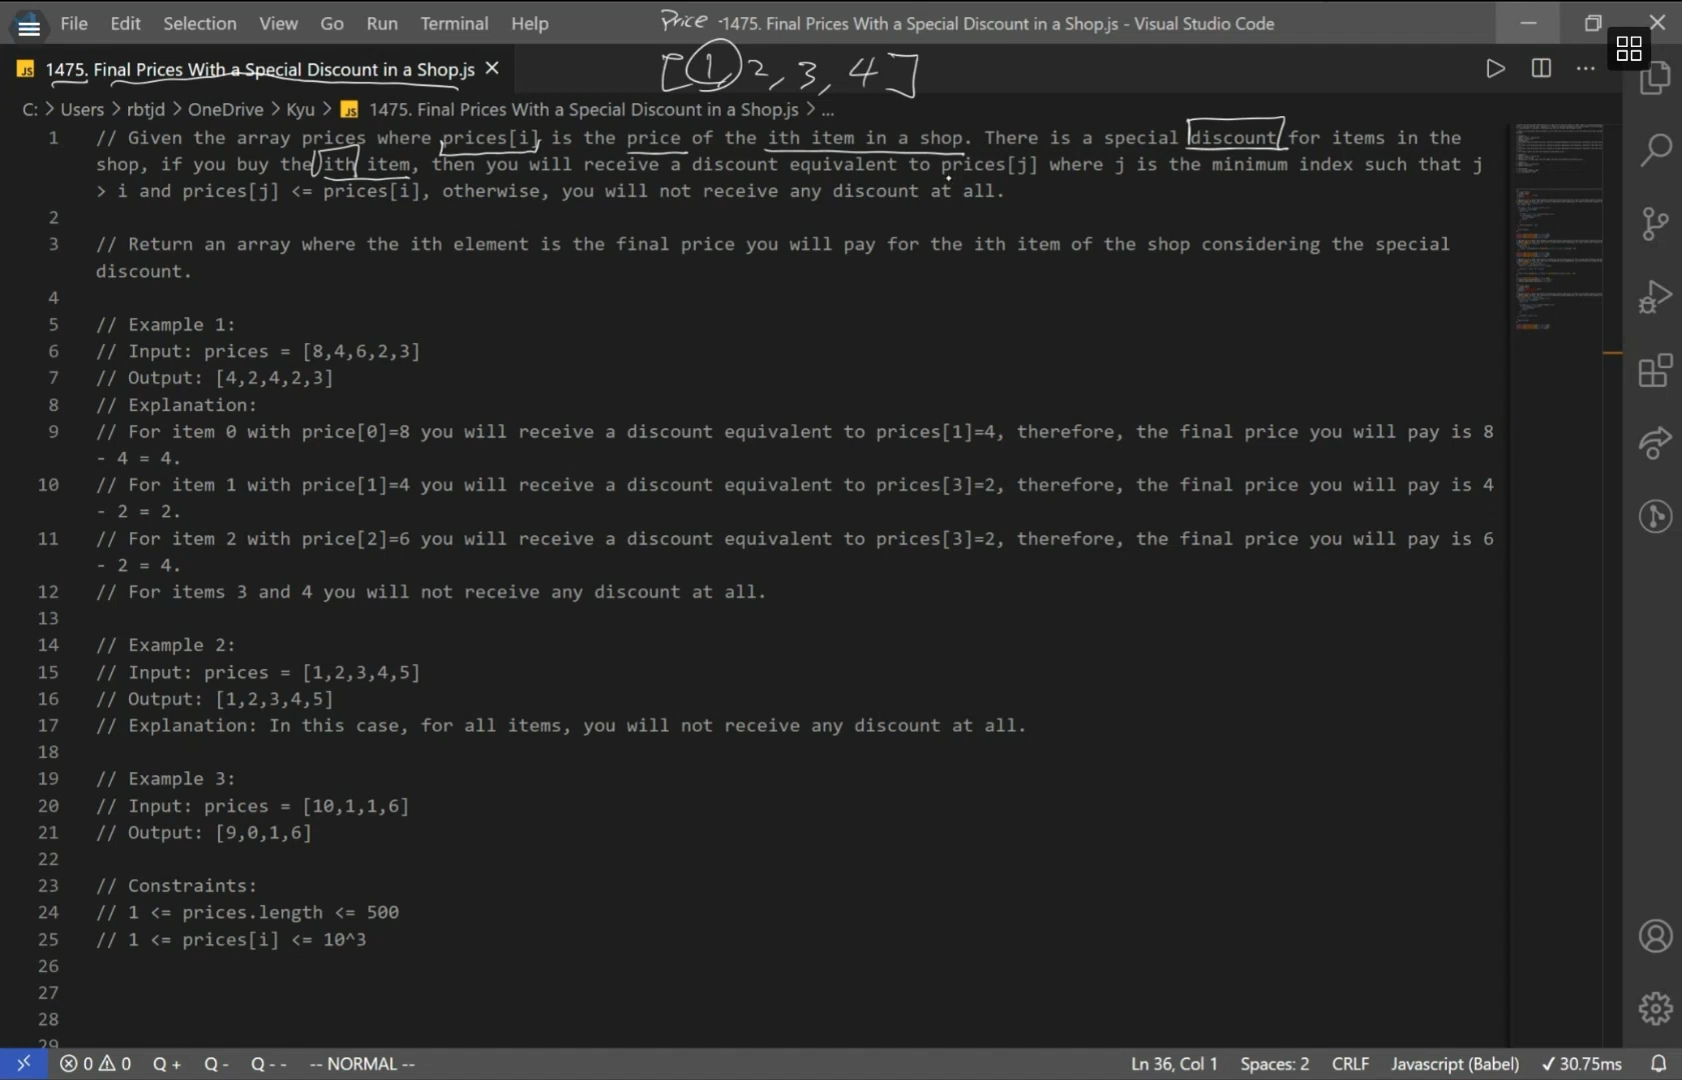 File Edit Selection View Go Run Terminal Help Price 1475. Final Prices With a Special Discount in a Shop.js - Visual Studio Code
JS 1475. Final Prices With a Special Discount in a Shop.js
[1 2, 3, 4]
C: > Users > rbtjd > OneDrive > Kyu > JS 1475. Final Prices With a Special Discount in a Shop.js > ...
1 // Given the array prices where prices[i] is the price of the ith item in a shop. There is a special discount for items in the
shop, if you buy the ith item, then you will receive a discount equivalent to prices[j] where j is the minimum index such that j
> i and prices[j] <= prices[i], otherwise, you will not receive any discount at all.
2
3 // Return an array where the ith element is the final price you will pay for the ith item of the shop considering the special
discount.
4
5 // Example 1:
6 // Input: prices = [8,4,6,2,3]
7 // Output: [4,2,4,2,3]
8 // Explanation:
9 // For item 0 with price[0]=8 you will receive a discount equivalent to prices[1]=4, therefore, the final price you will pay is 8
- 4 = 4.
10 // For item 1 with price[1]=4 you will receive a discount equivalent to prices[3]=2, therefore, the final price you will pay is 4
- 2 = 2.
11 // For item 2 with price[2]=6 you will receive a discount equivalent to prices[3]=2, therefore, the final price you will pay is 6
- 2 = 4.
12 // For items 3 and 4 you will not receive any discount at all.
13
14 // Example 2:
15 // Input: prices = [1,2,3,4,5]
16 // Output: [1,2,3,4,5]
17 // Explanation: In this case, for all items, you will not receive any discount at all.
18
19 // Example 3:
20 // Input: prices = [10,1,1,6]
21 // Output: [9,0,1,6]
22
23 // Constraints:
24 // 1 <= prices.length <= 500
25 // 1 <= prices[i] <= 10^3
26
27
28
29
0 0 Q + Q - Q - - -- NORMAL -- Ln 36, Col 1 Spaces: 2 CRLF Javascript (Babel) ✓ 30.75ms